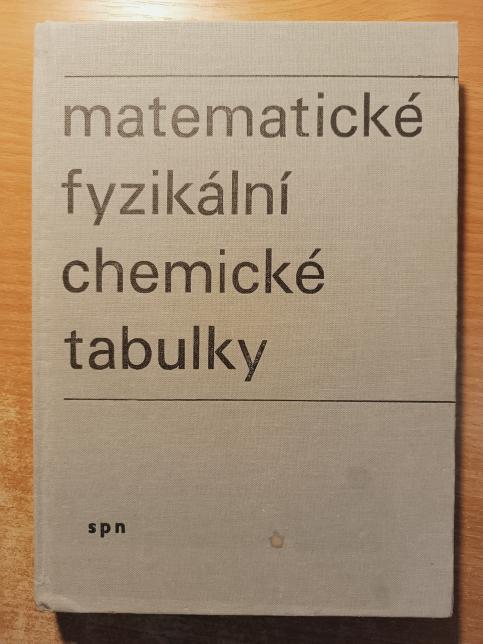 matematické
fyzikální
chemické
tabulky
spn